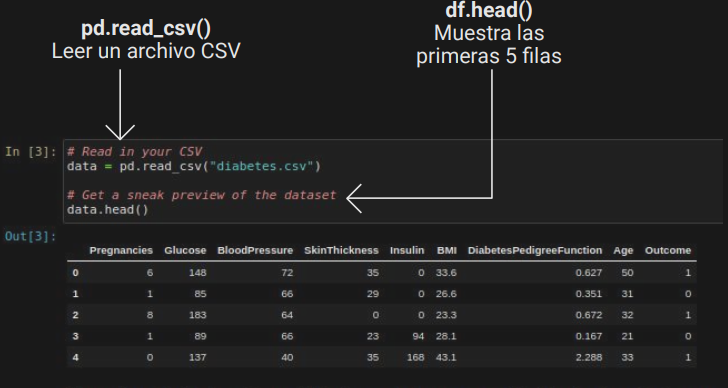 pd.read_csv()
Leer un archivo CSV
df.head()
Muestra las
primeras 5 filas
In [3]:
# Read in your CSV
data = pd.read_csv("diabetes.csv")
# Get a sneak preview of the dataset
data.head()
Out[3]:
Pregnancies Glucose BloodPressure SkinThickness Insulin BMI DiabetesPedigreeFunction Age Outcome
0 6 148 72 35 0 33.6 0.627 50 1
1 1 85 66 29 0 26.6 0.351 31 0
2 8 183 64 0 0 23.3 0.672 32 1
3 1 89 66 23 94 28.1 0.167 21 0
4 0 137 40 35 168 43.1 2.288 33 1